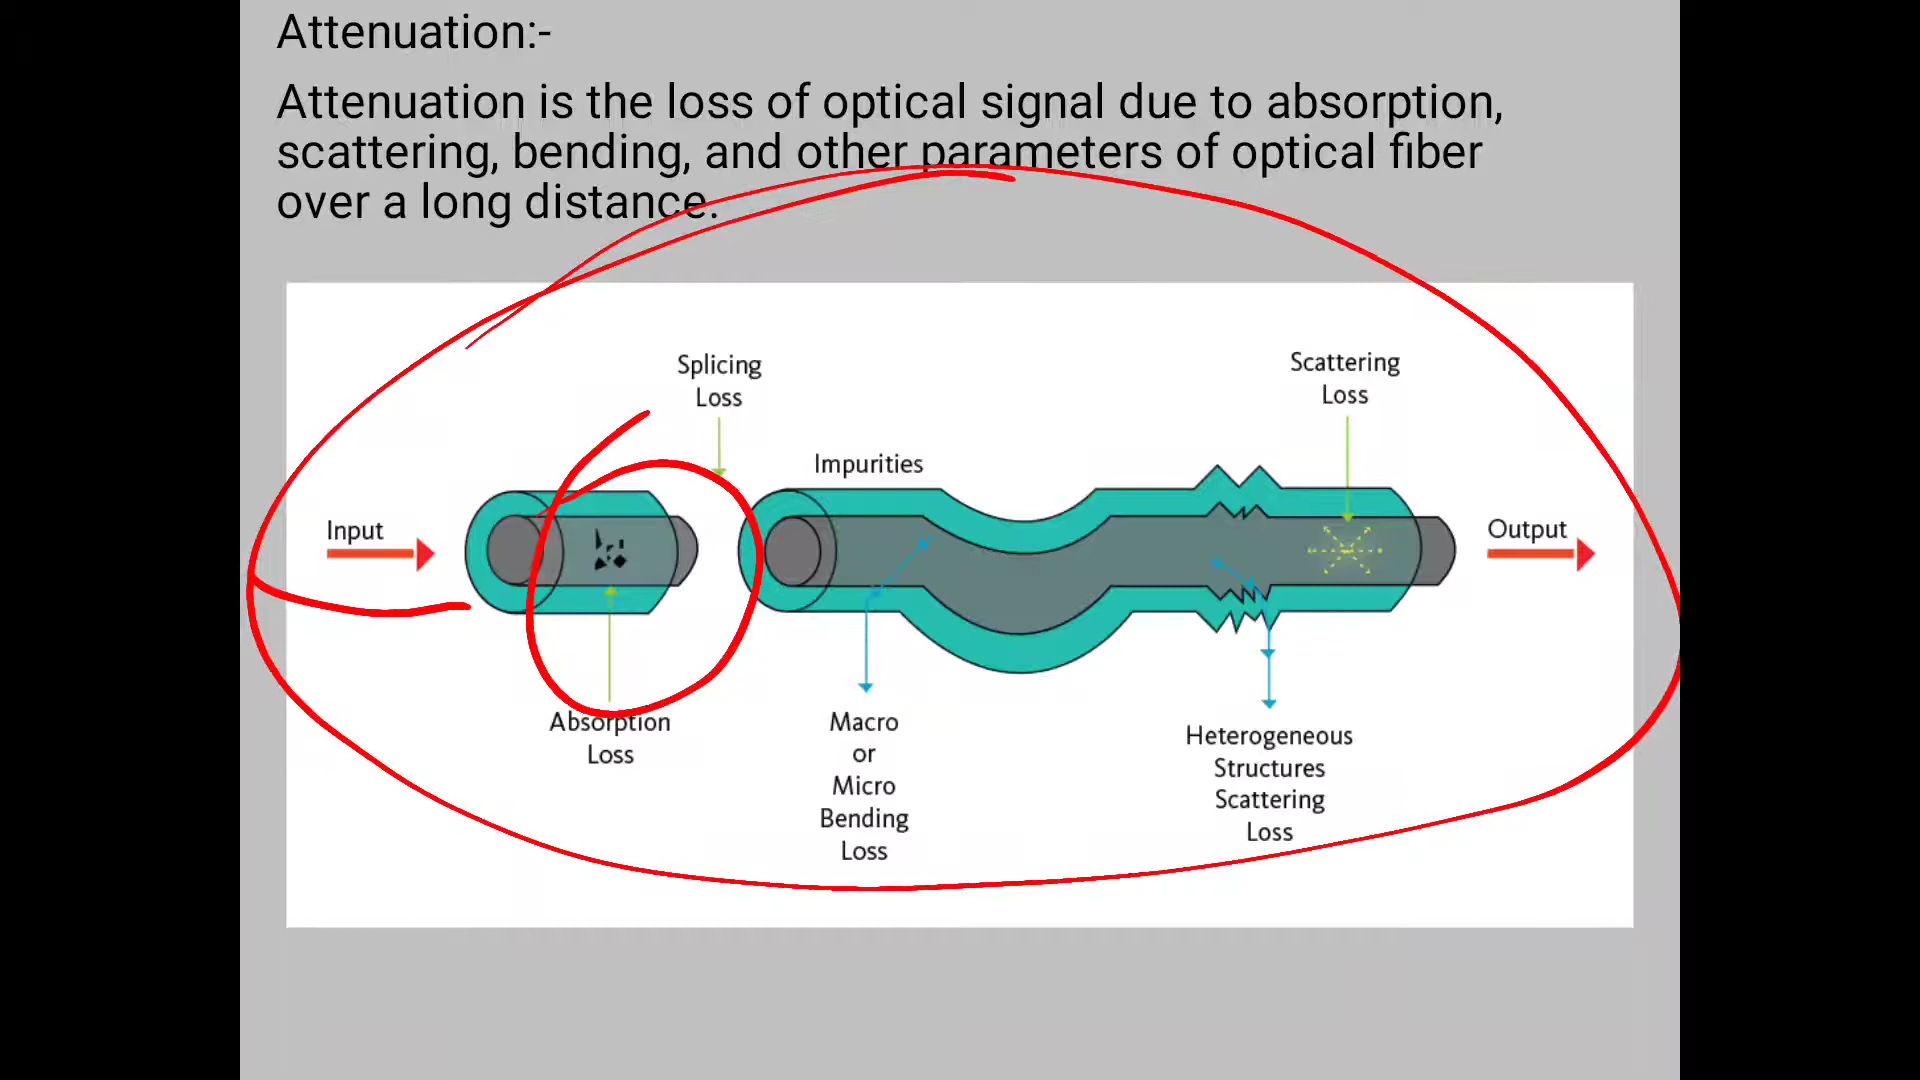 Attenuation:-
Attenuation is the loss of optical signal due to absorption,
scattering, bending, and other parameters of optical fiber
over a long distance.
Splicing
Loss
Scattering
Loss
Impurities
Input
Output
Absorption
Loss
Macro
or
Micro
Bending
Loss
Heterogeneous
Structures
Scattering
Loss